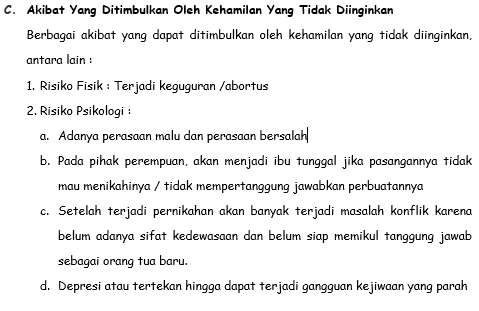 C. Akibat Yang Ditimbulkan Oleh Kehamilan Yang Tidak Diinginkan
Berbagai akibat yang dapat ditimbulkan oleh kehamilan yang tidak diinginkan,
antara lain :
1. Risiko Fisik : Terjadi keguguran /abortus
2. Risiko Psikologi :
a. Adanya perasaan malu dan perasaan bersalah
b. Pada pihak perempuan, akan menjadi ibu tunggal jika pasangannya tidak
mau menikahinya / tidak mempertanggung jawabkan perbuatannya
c. Setelah terjadi pernikahan akan banyak terjadi masalah konflik karena
belum adanya sifat kedewasaan dan belum siap memikul tanggung jawab
sebagai orang tua baru.
d. Depresi atau tertekan hingga dapat terjadi gangguan kejiwaan yang parah